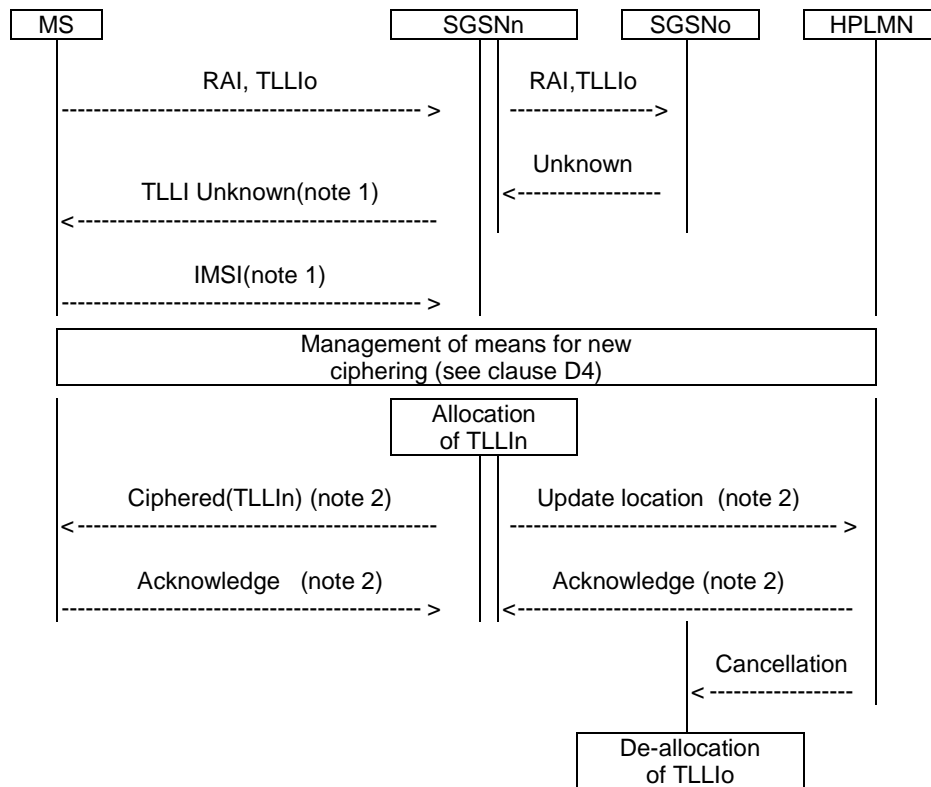 MS SGSNn SGSNo HPLMN
RAI, TLLIo RAI,TLLIo
Unknown
TLLI Unknown(note 1)
IMSI(note 1)
Management of means for new
ciphering (see clause D4)
Allocation
of TLLIn
Ciphered(TLLIn) (note 2) Update location (note 2)
Acknowledge (note 2) Acknowledge (note 2)
Cancellation
De-allocation
of TLLIo